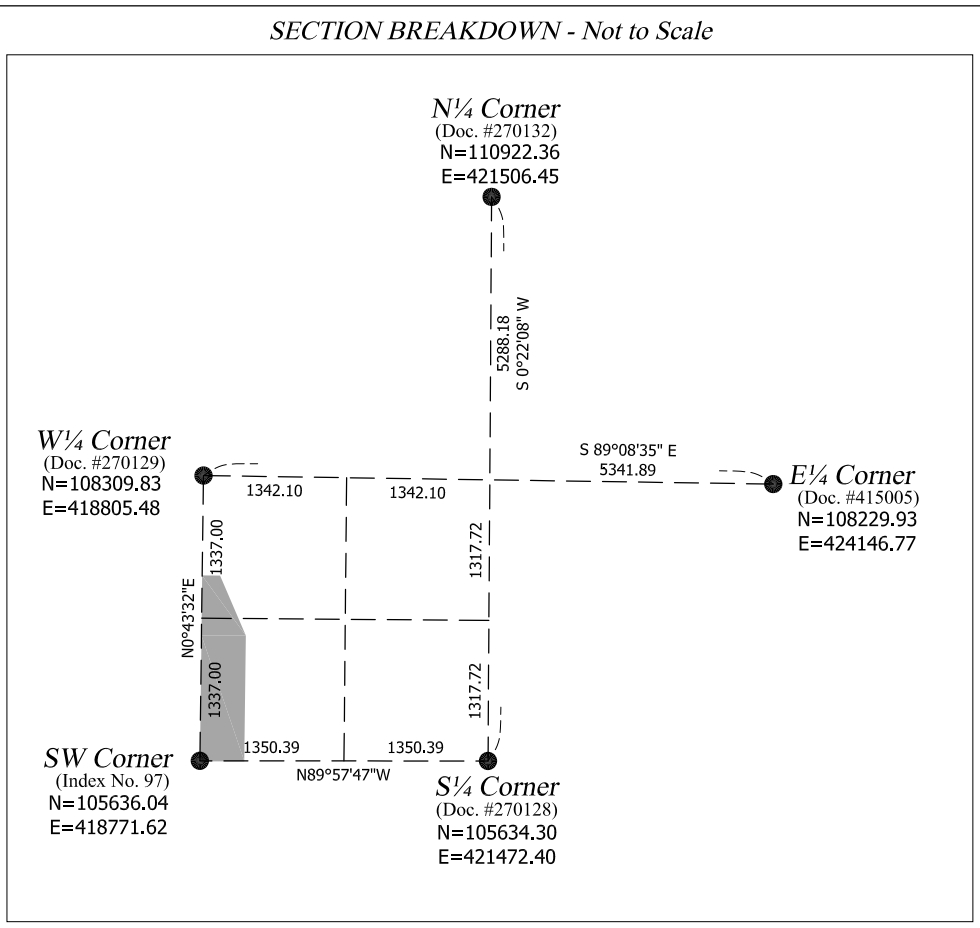 SECTION BREAKDOWN - Not to Scale
N¼ Corner
(Doc. #270132)
N=110922.36
E=421506.45
5288.18
S 0°22'08" W
W¼ Corner
(Doc. #270129)
N=108309.83
E=418805.48
S 89°08'35" E
5341.89
E¼ Corner
(Doc. #415005)
N=108229.93
E=424146.77
1342.10
1342.10
1337.00
1317.72
N0°43'32"E
1337.00
1317.72
1350.39
1350.39
N89°57'47"W
SW Corner
(Index No. 97)
N=105636.04
E=418771.62
S¼ Corner
(Doc. #270128)
N=105634.30
E=421472.40